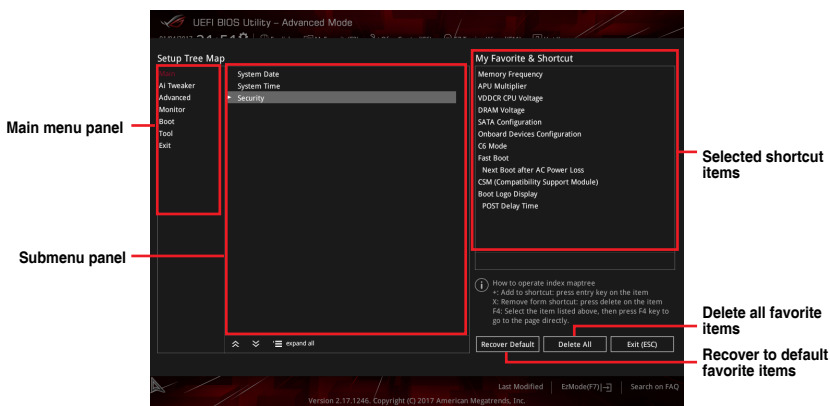 UEFI BIOS Utility – Advanced Mode
Setup Tree Map
My Favorite & Shortcut
Main
Ai Tweaker
Advanced
Monitor
Boot
Tool
Exit
System Date
System Time
Security
Memory Frequency
APU Multiplier
VDDCR CPU Voltage
DRAM Voltage
SATA Configuration
Onboard Devices Configuration
C6 Mode
Fast Boot
Next Boot after AC Power Loss
CSM (Compatibility Support Module)
Boot Logo Display
POST Delay Time
Main menu panel
Selected shortcut
items
Submenu panel
How to operate index maptree
+: Add to shortcut: press entry key on the item
X: Remove form shortcut: press delete on the item
F4: Select the item listed above, then press F4 key to
go to the page directly.
Delete all favorite
items
expand all
Recover Default
Delete All
Exit (ESC)
Recover to default
favorite items
Last Modified
EzMode(F7)
Search on FAQ
Version 2.17.1246. Copyright (C) 2017 American Megatrends, Inc.